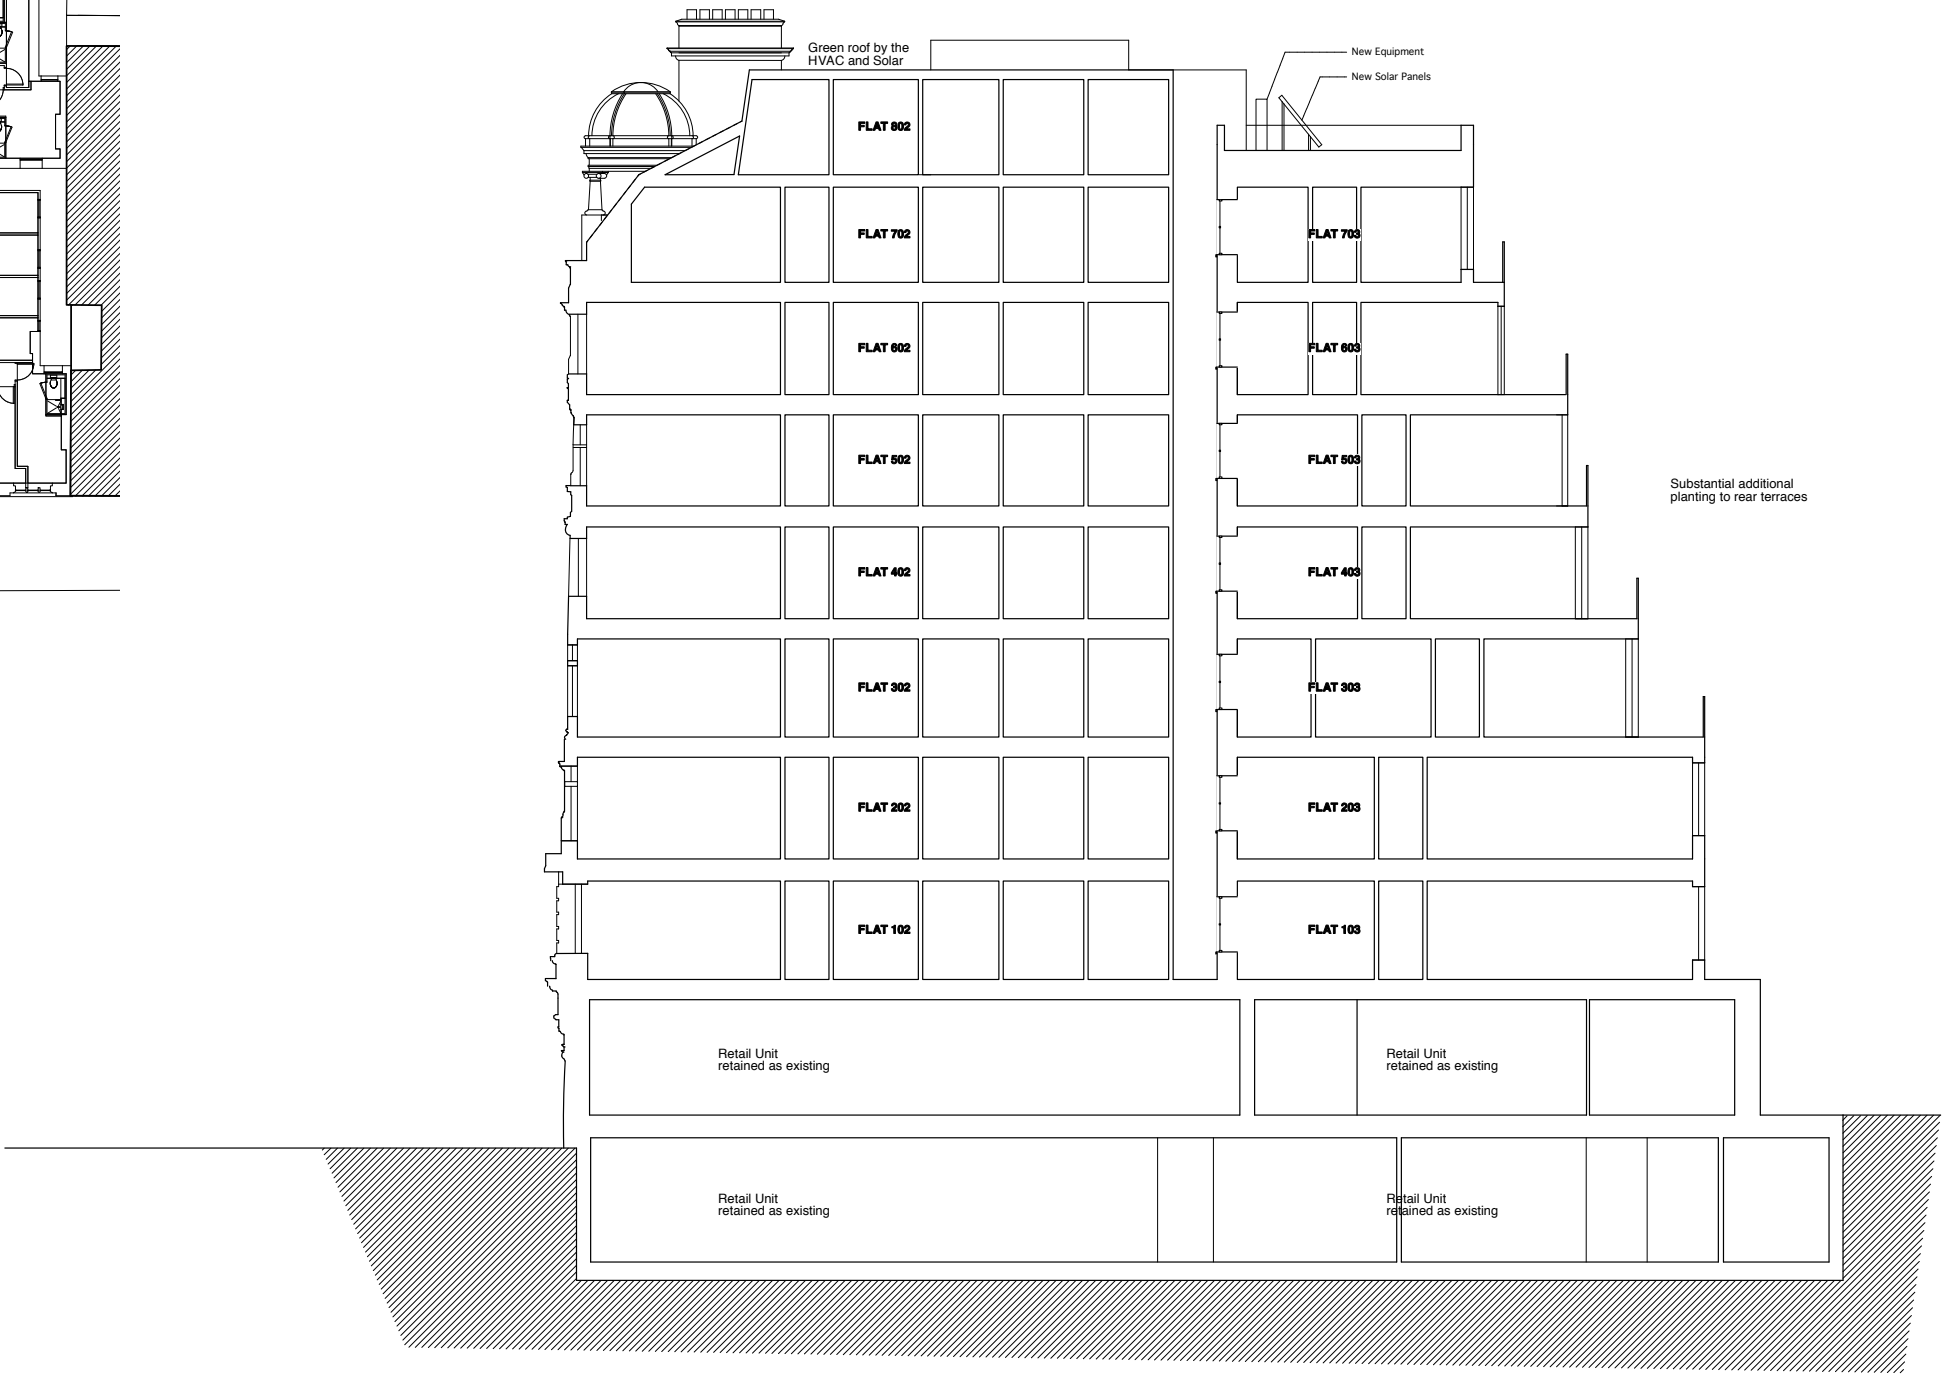 Green roof by the
HVAC and Solar
New Equipment
New Solar Panels
FLAT 802
FLAT 702
FLAT 703
FLAT 602
FLAT 603
FLAT 502
FLAT 503
Substantial additional
planting to rear terraces
FLAT 402
FLAT 403
FLAT 302
FLAT 303
FLAT 202
FLAT 203
FLAT 102
FLAT 103
Retail Unit
retained as existing
Retail Unit
retained as existing
Retail Unit
retained as existing
Retail Unit
retained as existing